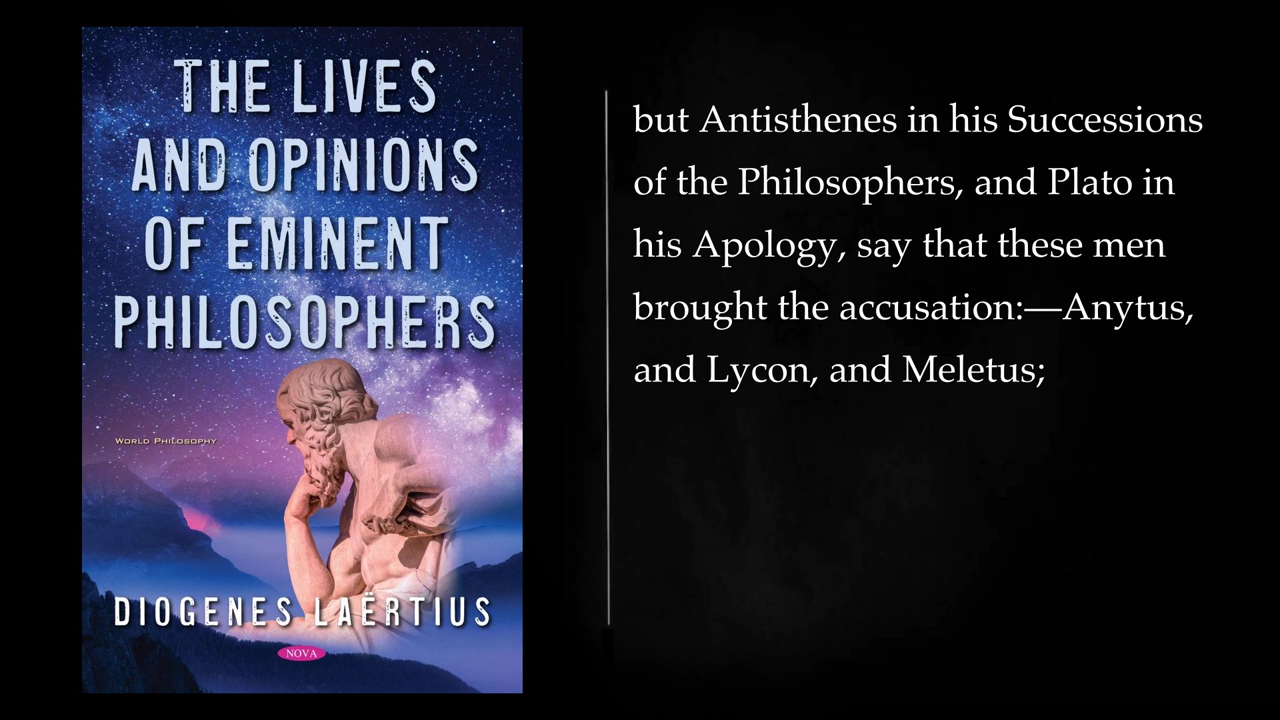 THE LIVES
AND OPINIONS
OF EMINENT
PHILOSOPHERS
WORLD PHILOSOPHY
DIOGENES LAËRTIUS
NOVA
but Antisthenes in his Successions
of the Philosophers, and Plato in
his Apology, say that these men
brought the accusation:—Anytus,
and Lycon, and Meletus;